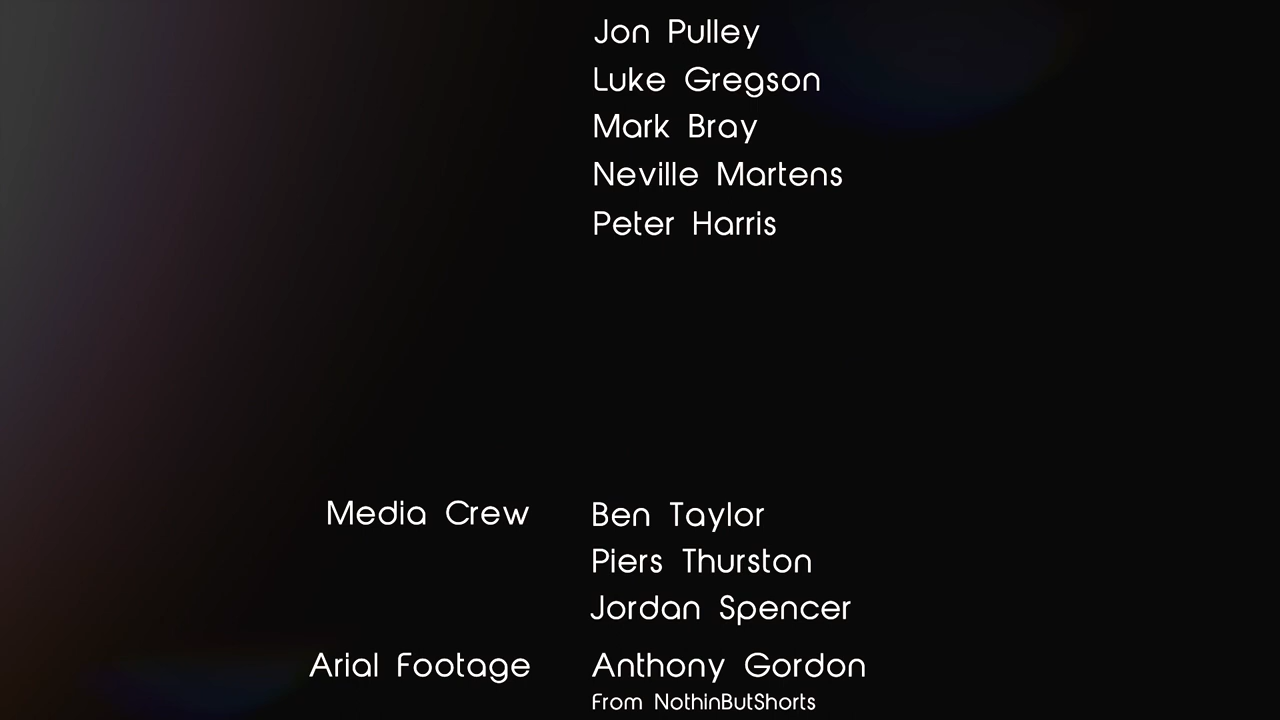 Jon Pulley
Luke Gregson
Mark Bray
Neville Martens
Peter Harris
Media Crew Ben Taylor
Piers Thurston
Jordan Spencer
Arial Footage Anthony Gordon
From NothinButShorts